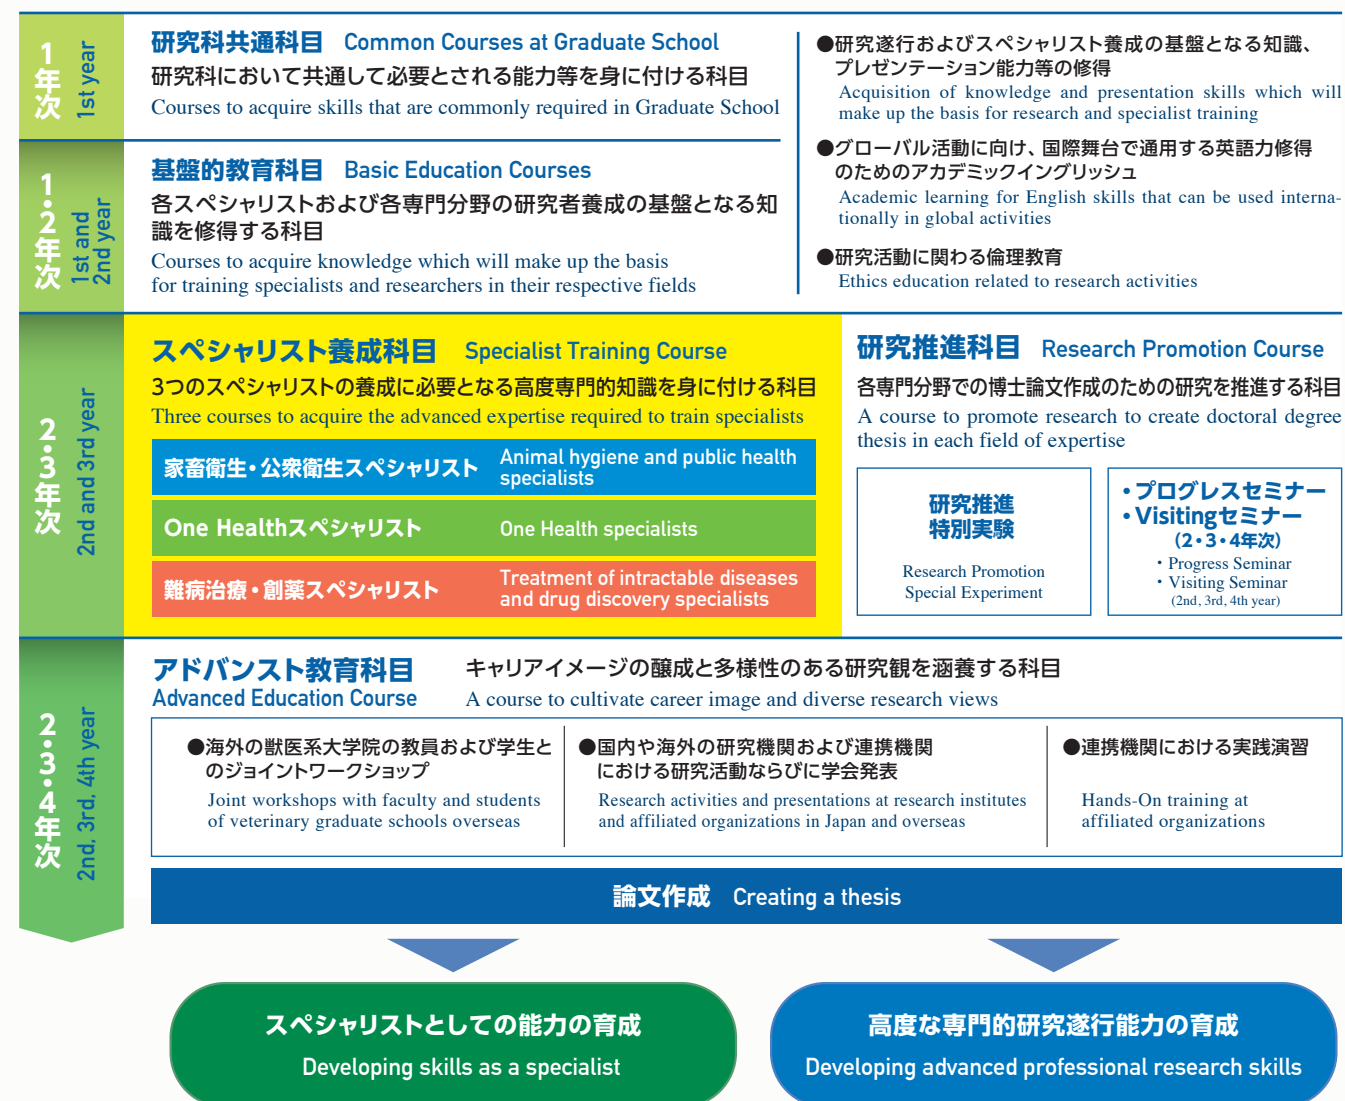 1年次
1st year
研究科共通科目 Common Courses at Graduate School
研究科において共通して必要とされる能力等を身に付ける科目
Courses to acquire skills that are commonly required in Graduate School
1・2年次
1st and
2nd year
基盤的教育科目 Basic Education Courses
各スペシャリストおよび各専門分野の研究者養成の基盤となる知
識を修得する科目
Courses to acquire knowledge which will make up the basis
for training specialists and researchers in their respective fields
●研究遂行およびスペシャリスト養成の基盤となる知識、
プレゼンテーション能力等の修得
Acquisition of knowledge and presentation skills which will
make up the basis for research and specialist training
●グローバル活動に向け、国際舞台で通用する英語力修得
のためのアカデミックイングリッシュ
Academic learning for English skills that can be used interna-
tionally in global activities
●研究活動に関わる倫理教育
Ethics education related to research activities
2・3年次
2nd and 3rd year
スペシャリスト養成科目 Specialist Training Course
3つのスペシャリストの養成に必要となる高度専門的知識を身に付ける科目
Three courses to acquire the advanced expertise required to train specialists
家畜衛生・公衆衛生スペシャリスト
Animal hygiene and public health
specialists
One Healthスペシャリスト
One Health specialists
難病治療・創薬スペシャリスト
Treatment of intractable diseases
and drug discovery specialists
研究推進科目 Research Promotion Course
各専門分野での博士論文作成のための研究を推進する科目
A course to promote research to create doctoral degree
thesis in each field of expertise
研究推進
特別実験
Research Promotion
Special Experiment
・プログレスセミナー
・Visitingセミナー
(2・3・4年次)
・Progress Seminar
・Visiting Seminar
(2nd, 3rd, 4th year)
2・3・4年次
2nd, 3rd, 4th year
アドバンスト教育科目
Advanced Education Course
キャリアイメージの醸成と多様性のある研究観を涵養する科目
A course to cultivate career image and diverse research views
●海外の獣医系大学院の教員および学生と
のジョイントワークショップ
Joint workshops with faculty and students
of veterinary graduate schools overseas
●国内や海外の研究機関および連携機関
における研究活動ならびに学会発表
Research activities and presentations at research institutes
and affiliated organizations in Japan and overseas
●連携機関における実践演習
Hands-On training at
affiliated organizations
論文作成 Creating a thesis
スペシャリストとしての能力の育成
Developing skills as a specialist
高度な専門的研究遂行能力の育成
Developing advanced professional research skills